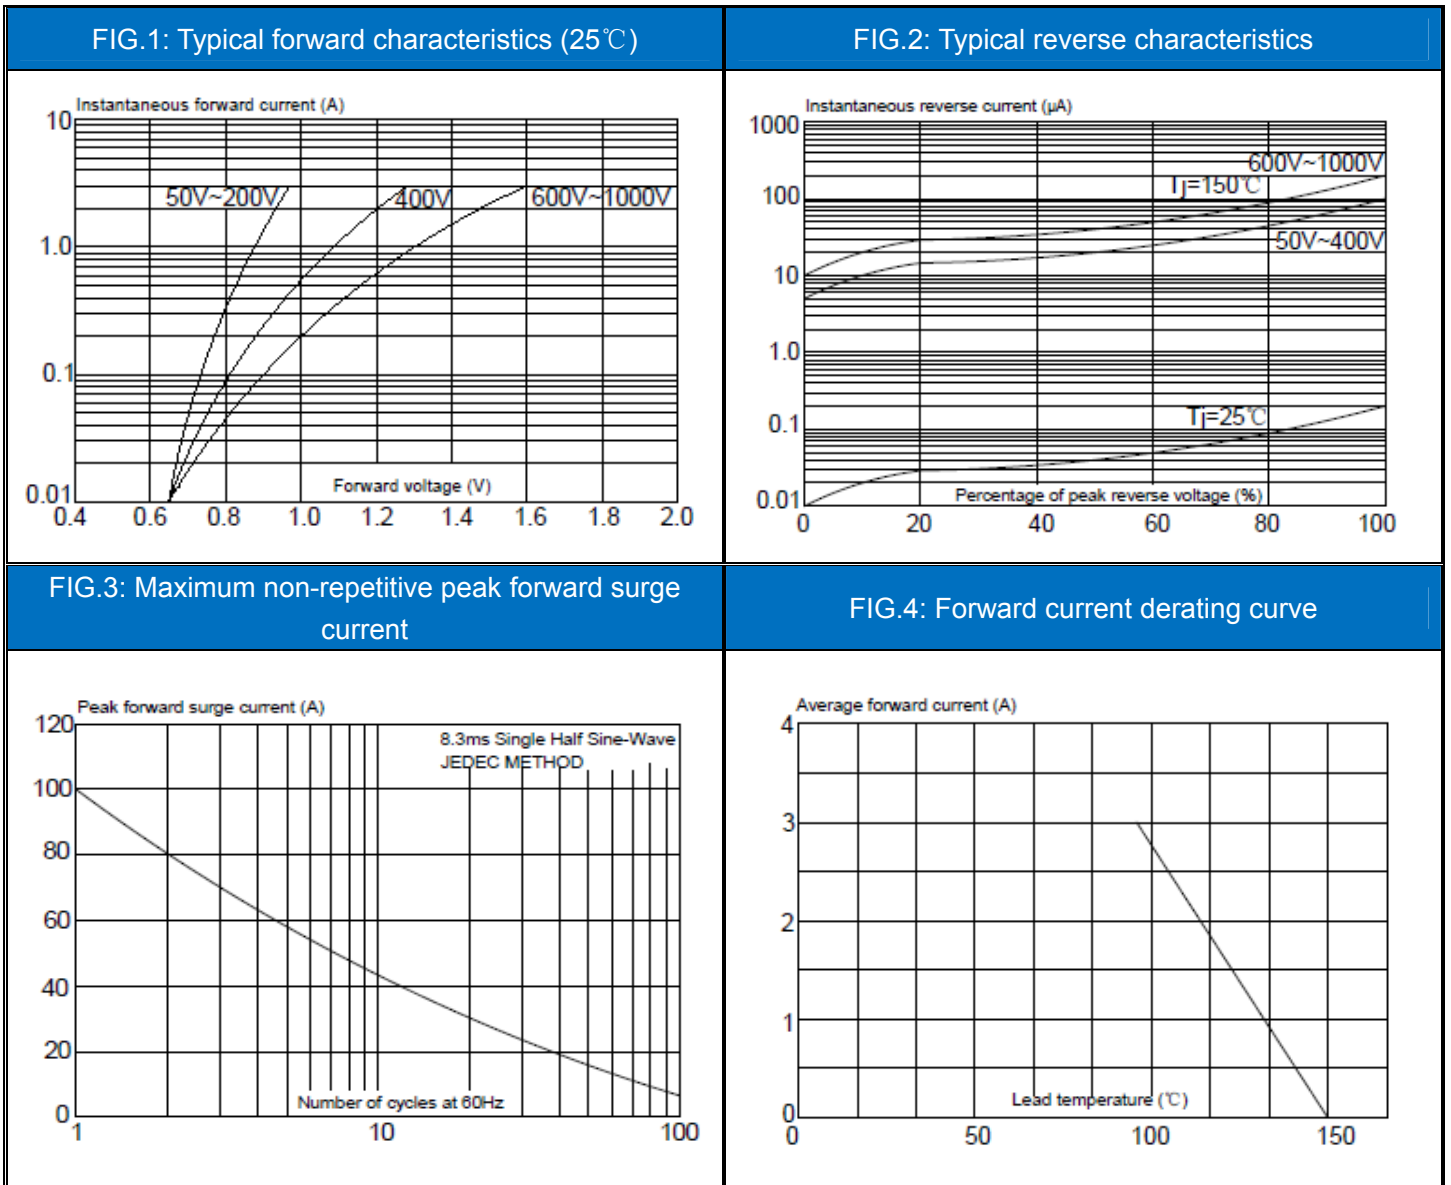 FIG.1: Typical forward characteristics (25℃)
FIG.2: Typical reverse characteristics
Instantaneous forward current (A)
10
1.0
0.1
0.01
50V~200V
400V
600V~1000V
Forward voltage (V)
0.4 0.6 0.8 1.0 1.2 1.4 1.6 1.8 2.0
Instantaneous reverse current (μA)
1000
100
10
1.0
0.1
0.01
600V~1000V
Tj=150℃
50V~400V
Tj=25℃
Percentage of peak reverse voltage (%)
0 20 40 60 80 100
FIG.3: Maximum non-repetitive peak forward surge
current
FIG.4: Forward current derating curve
Peak forward surge current (A)
120
100
80
60
40
20
0
8.3ms Single Half Sine-Wave
JEDEC METHOD
Number of cycles at 60Hz
1 10 100
Average forward current (A)
4
3
2
1
0
Lead temperature (℃)
0 50 100 150